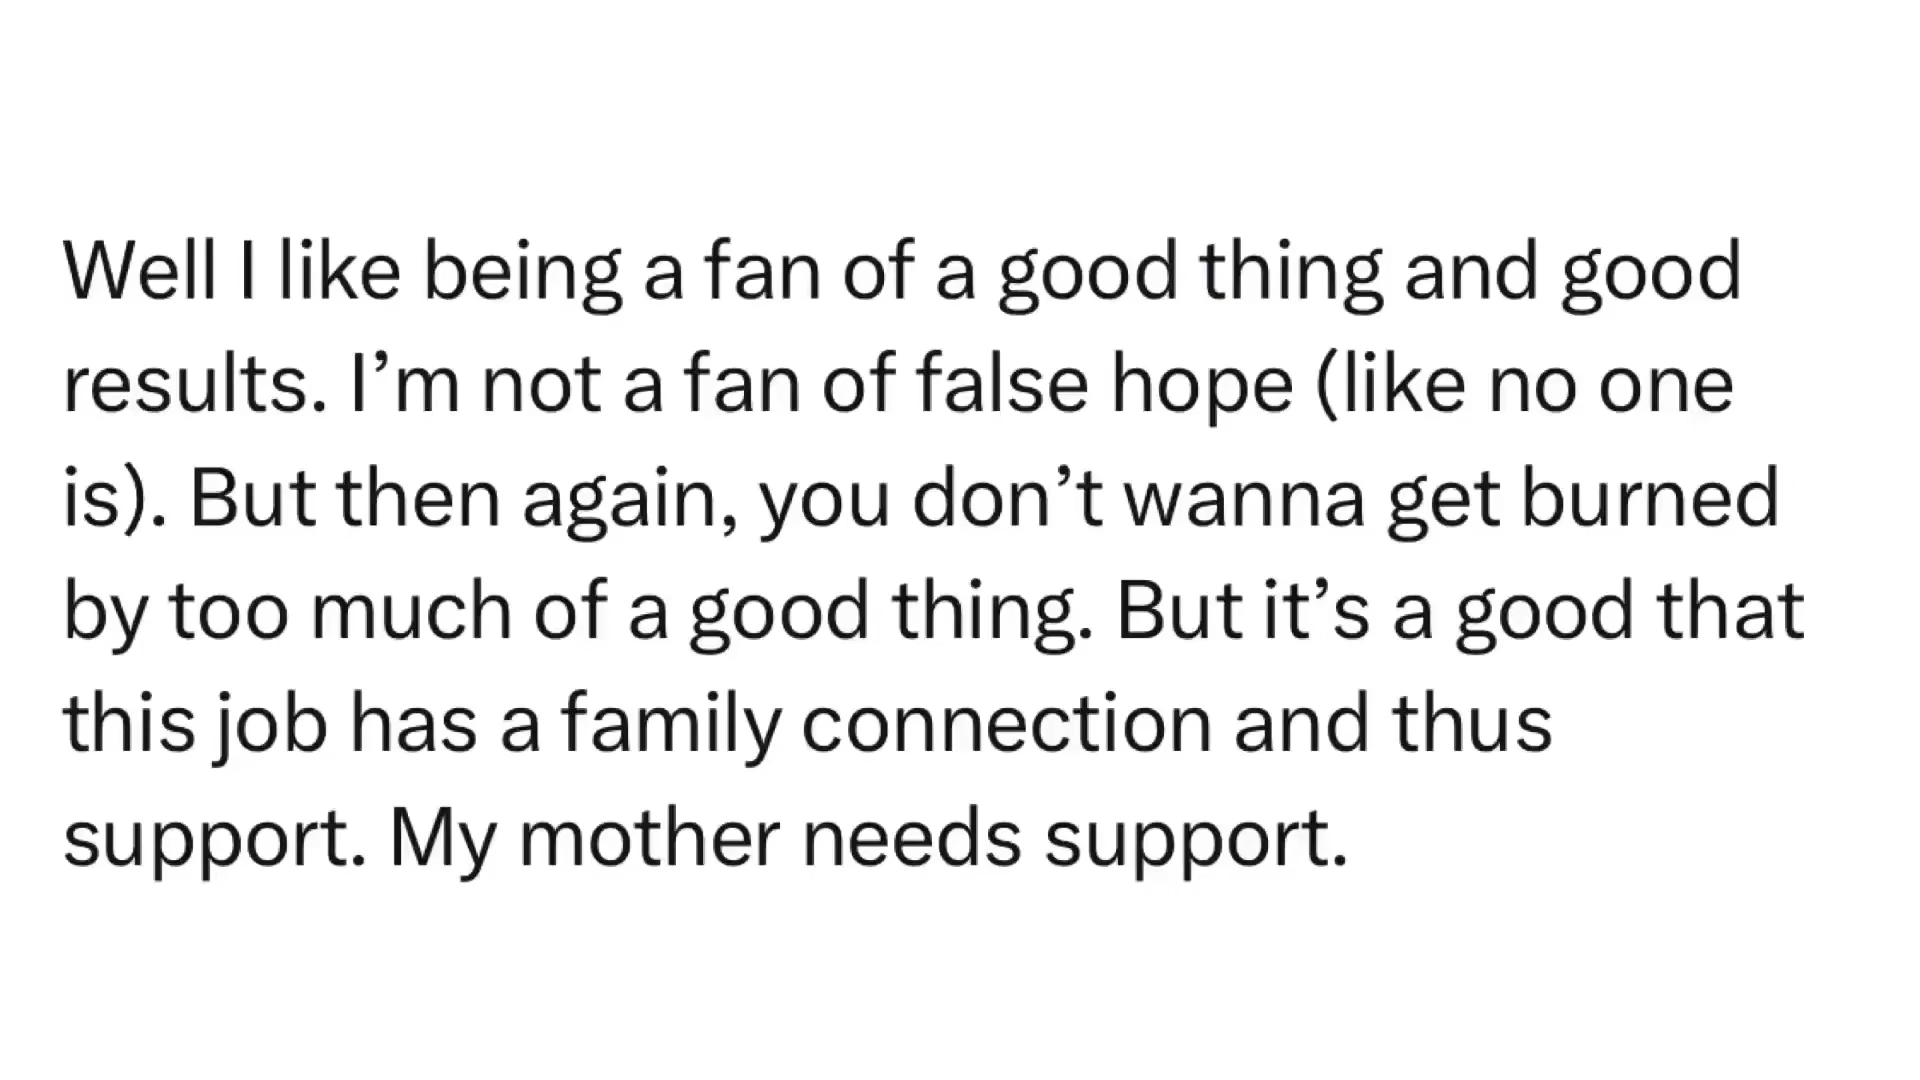 Well I like being a fan of a good thing and good
results. I’m not a fan of false hope (like no one
is). But then again, you don’t wanna get burned
by too much of a good thing. But it’s a good that
this job has a family connection and thus
support. My mother needs support.